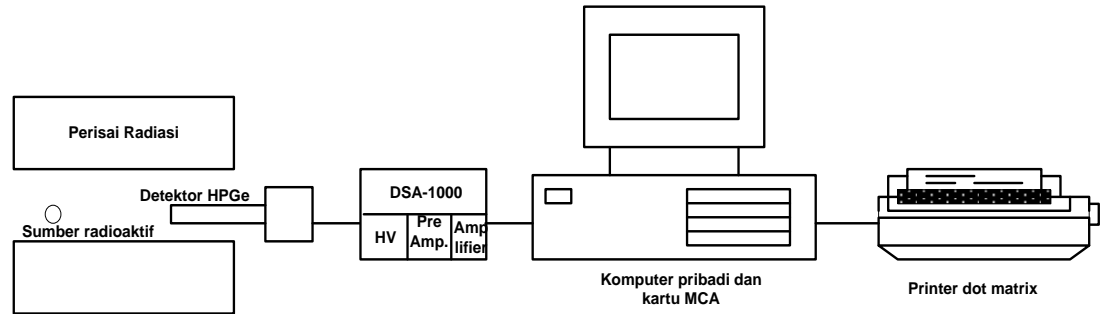 Perisai Radiasi
Detektor HPGe
Sumber radioaktif
DSA-1000
HV
Pre
Amp.
Amp
lifier
Komputer pribadi dan
kartu MCA
Printer dot matrix